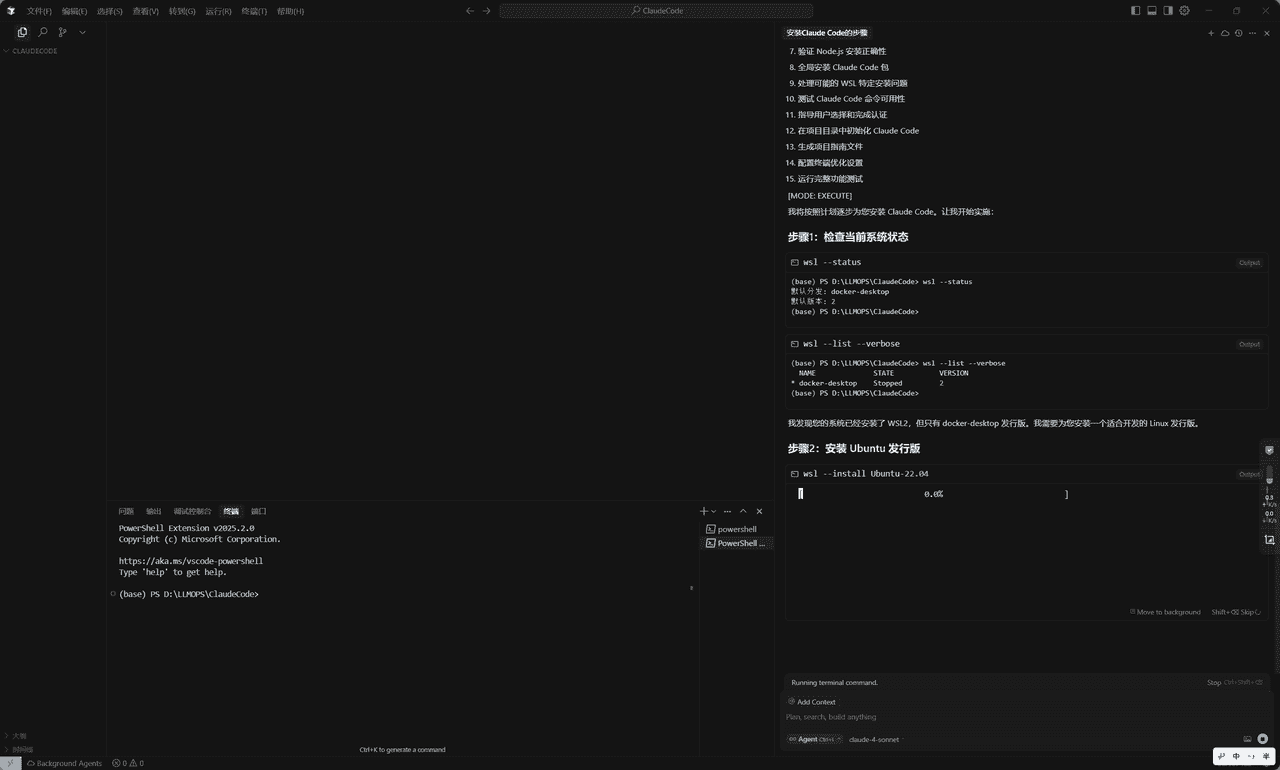 文件(F) 编辑(E) 选择(S) 查看(V) 转到(G) 运行(R) 终端(T) 帮助(H)
ClaudeCode
CLAUDECODE
安装Claude Code的步骤
7. 验证 Node.js 安装正确性
8. 全局安装 Claude Code 包
9. 处理可能的 WSL 特定安装问题
10. 测试 Claude Code 命令可用性
11. 指导用户选择和完成认证
12. 在项目目录中初始化 Claude Code
13. 生成项目指南文件
14. 配置终端优化设置
15. 运行完整功能测试
[MODE: EXECUTE]
我将按照计划逐步为您安装 Claude Code。让我开始实施：
步骤1：检查当前系统状态
wsl --status
Output
(base) PS D:\LLMOPS\ClaudeCode> wsl --status
默认分发: docker-desktop
默认版本: 2
(base) PS D:\LLMOPS\ClaudeCode>
wsl --list --verbose
Output
(base) PS D:\LLMOPS\ClaudeCode> wsl --list --verbose
NAME STATE VERSION
* docker-desktop Stopped 2
(base) PS D:\LLMOPS\ClaudeCode>
我发现您的系统已经安装了 WSL2，但只有 docker-desktop 发行版。我需要为您安装一个适合开发的 Linux 发行版。
步骤2：安装 Ubuntu 发行版
wsl --install Ubuntu-22.04
Output
[ 0.0% ]
Move to background Shift+⌫ Skip
Running terminal command.
Stop Ctrl+Shift+⌫
Add Context
Plan, search, build anything
Agent Ctrl+I
claude-4-sonnet
问题 输出 调试控制台 终端 端口
PowerShell Extension v2025.2.0
Copyright (c) Microsoft Corporation.
https://aka.ms/vscode-powershell
Type 'help' to get help.
(base) PS D:\LLMOPS\ClaudeCode>
powershell
PowerShell ...
Ctrl+K to generate a command
大纲
时间线
Background Agents
0 0
0.3
K/s
0.0
K/s
中